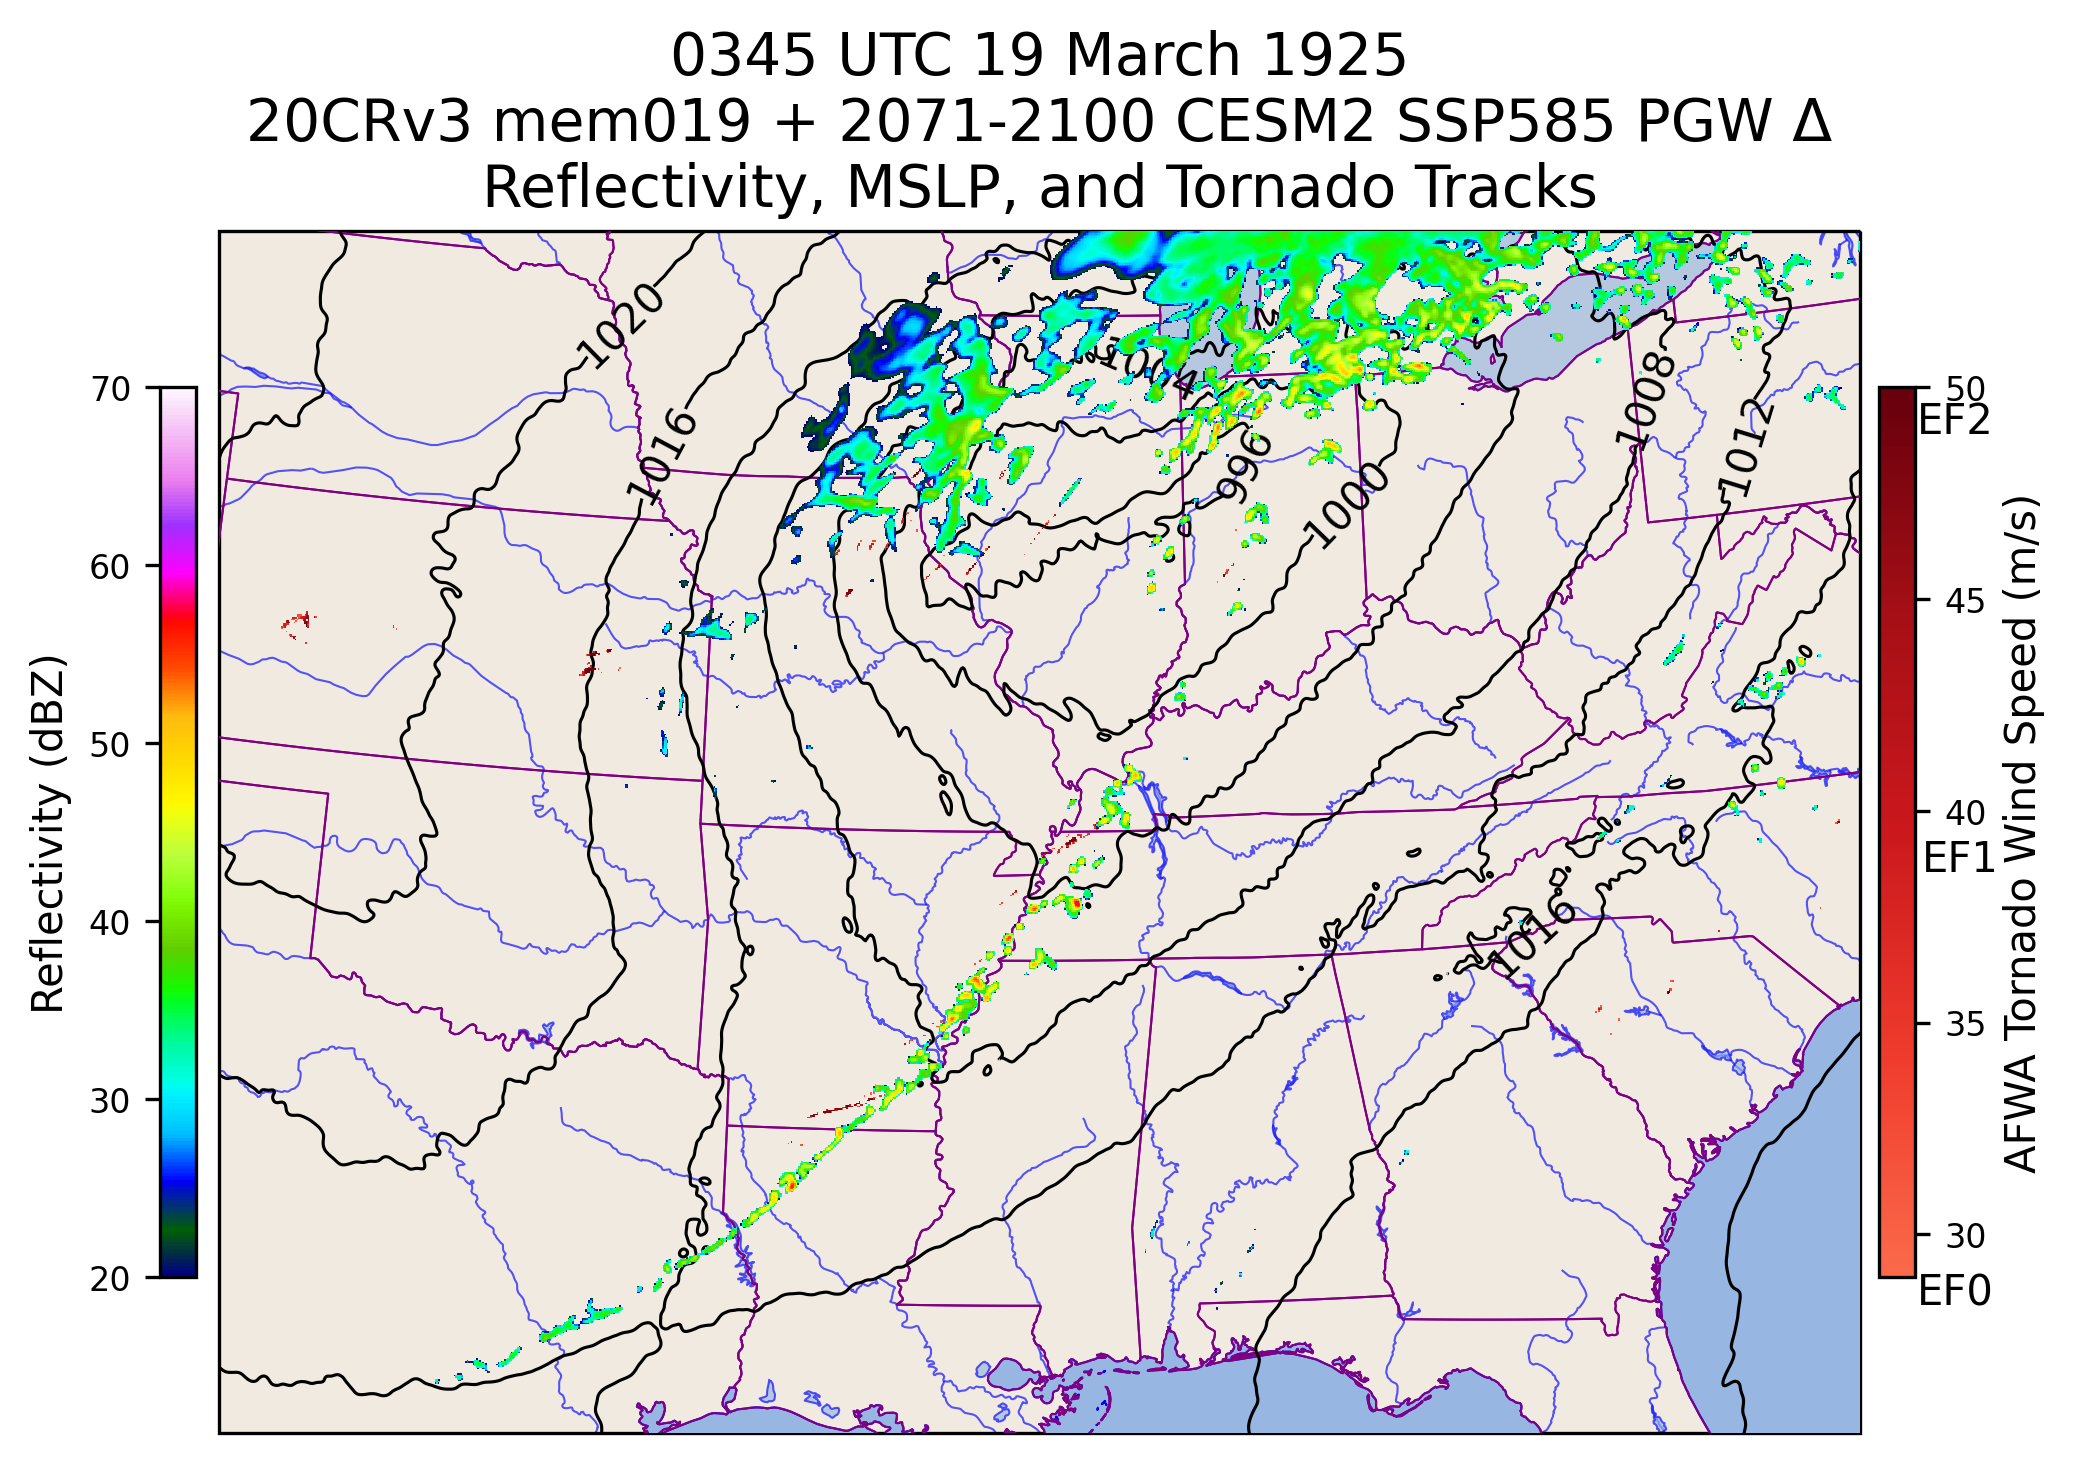 0345 UTC 19 March 1925
20CRv3 mem019 + 2071-2100 CESM2 SSP585 PGW Δ
Reflectivity, MSLP, and Tornado Tracks
70
60
50
40
30
20
Reflectivity (dBZ)
1020
1016
1004
996
1000
1008
1012
1016
50
EF2
45
40
EF1
35
30
EF0
AFWA Tornado Wind Speed (m/s)